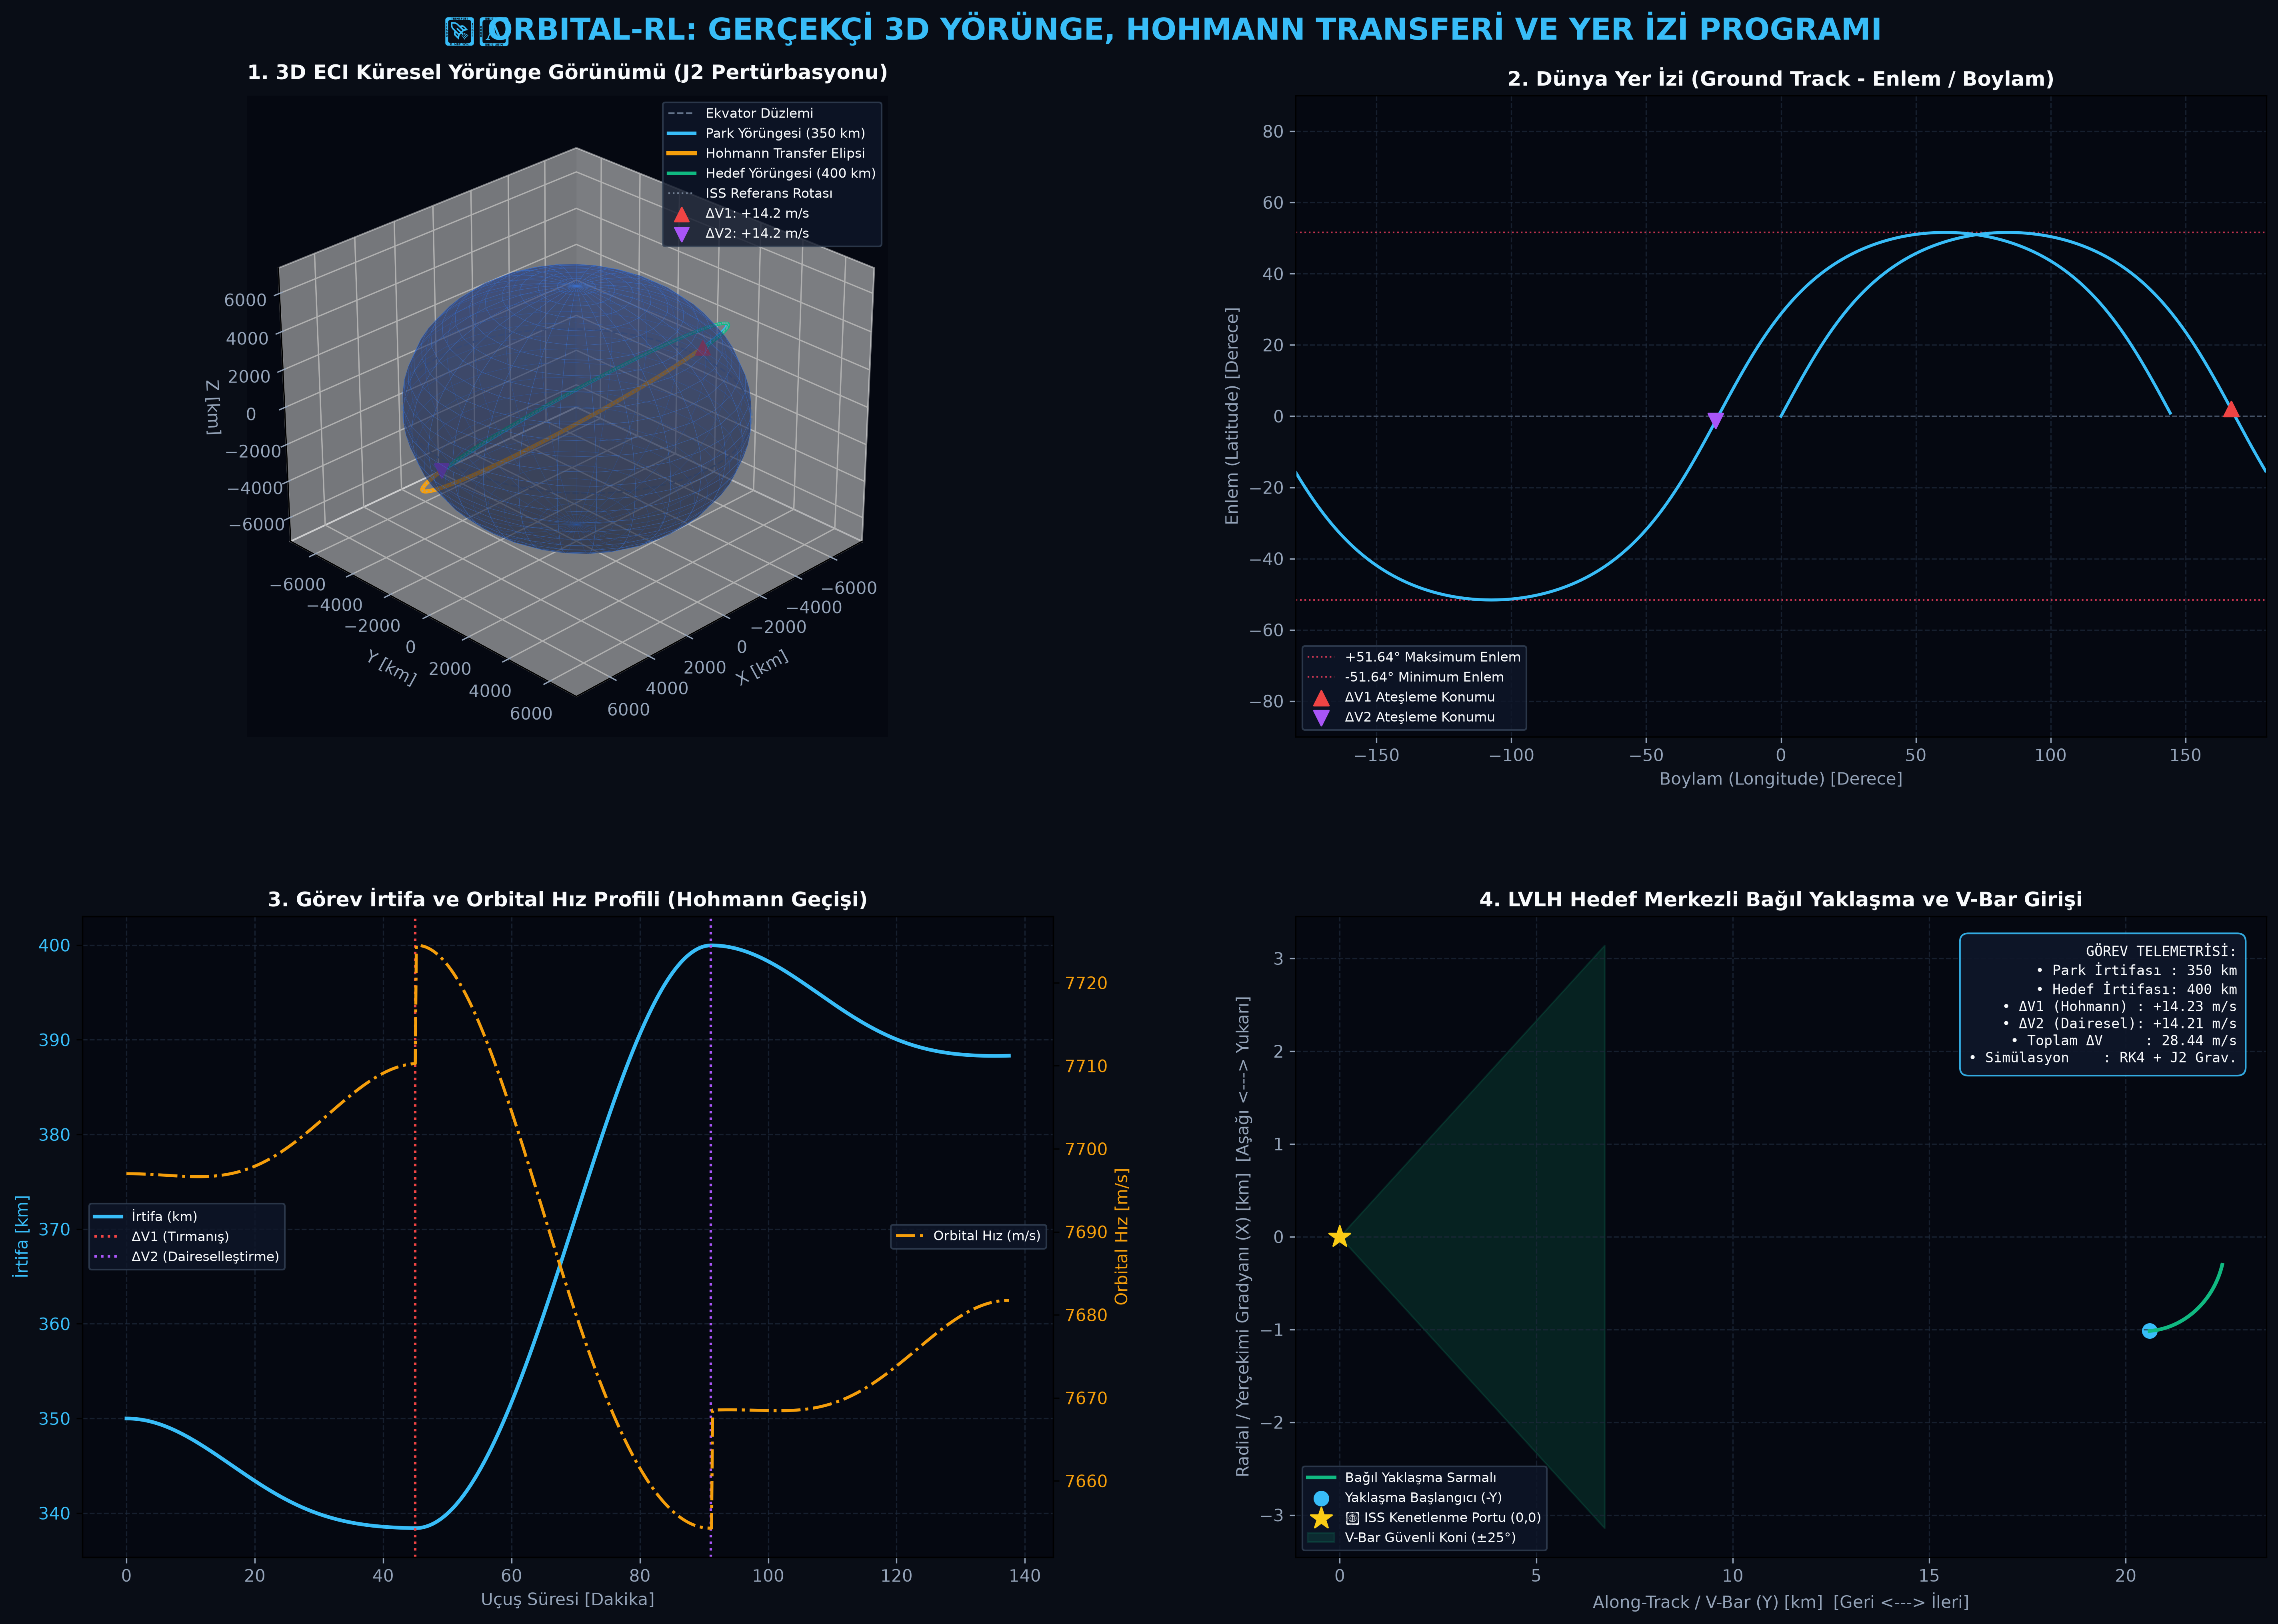 ORBITAL-RL: GERÇEKÇİ 3D YÖRÜNGE, HOHMANN TRANSFERİ VE YER İZİ PROGRAMI
1. 3D ECI Küresel Yörünge Görünümü (J2 Pertürbasyonu)
Ekvator Düzlemi
Park Yörüngesi (350 km)
Hohmann Transfer Elipsi
Hedef Yörüngesi (400 km)
ISS Referans Rotası
ΔV1: +14.2 m/s
ΔV2: +14.2 m/s
6000
4000
2000
0
−2000
−4000
−6000
Z [km]
−6000
−4000
−2000
0
2000
4000
6000
Y [km]
−6000
−4000
−2000
0
2000
4000
6000
X [km]
2. Dünya Yer İzi (Ground Track - Enlem / Boylam)
80
60
40
20
0
−20
−40
−60
−80
Enlem (Latitude) [Derece]
+51.64° Maksimum Enlem
-51.64° Minimum Enlem
ΔV1 Ateşleme Konumu
ΔV2 Ateşleme Konumu
−150
−100
−50
0
50
100
150
Boylam (Longitude) [Derece]
3. Görev İrtifa ve Orbital Hız Profili (Hohmann Geçişi)
400
390
380
370
360
350
340
İrtifa [km]
İrtifa (km)
ΔV1 (Tırmanış)
ΔV2 (Daireselleştirme)
Orbital Hız (m/s)
7720
7710
7700
7690
7680
7670
7660
Orbital Hız [m/s]
0
20
40
60
80
100
120
140
Uçuş Süresi [Dakika]
4. LVLH Hedef Merkezli Bağıl Yaklaşma ve V-Bar Girişi
3
2
1
0
−1
−2
−3
Radial / Yerçekimi Gradyanı (X) [km]  [Aşağı <---> Yukarı]
GÖREV TELEMETRİSİ:
• Park İrtifası : 350 km
• Hedef İrtifası: 400 km
• ΔV1 (Hohmann) : +14.23 m/s
• ΔV2 (Dairesel): +14.21 m/s
• Toplam ΔV     : 28.44 m/s
• Simülasyon    : RK4 + J2 Grav.
Bağıl Yaklaşma Sarmalı
Yaklaşma Başlangıcı (-Y)
ISS Kenetlenme Portu (0,0)
V-Bar Güvenli Koni (±25°)
0
5
10
15
20
Along-Track / V-Bar (Y) [km]  [Geri <---> İleri]